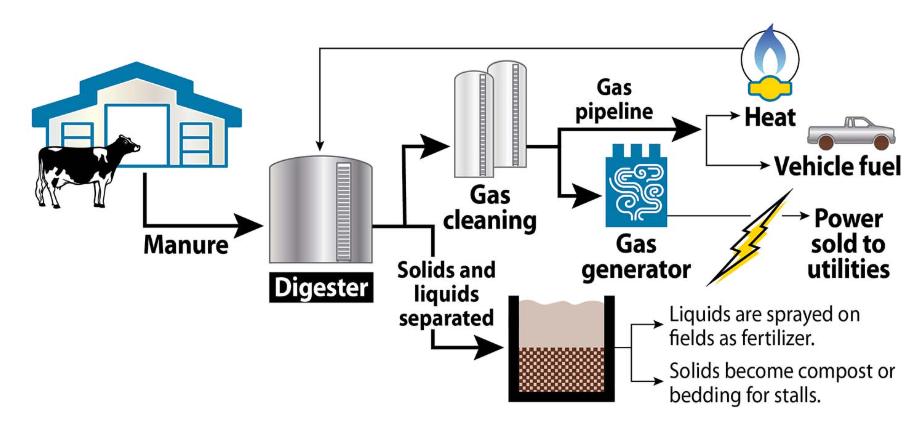 Manure
Digester
Gas
cleaning
Solids and
liquids
separated
Gas
pipeline
Gas
generator
Heat
Vehicle fuel
Power
sold to
utilities
Liquids are sprayed on
fields as fertilizer.
Solids become compost or
bedding for stalls.